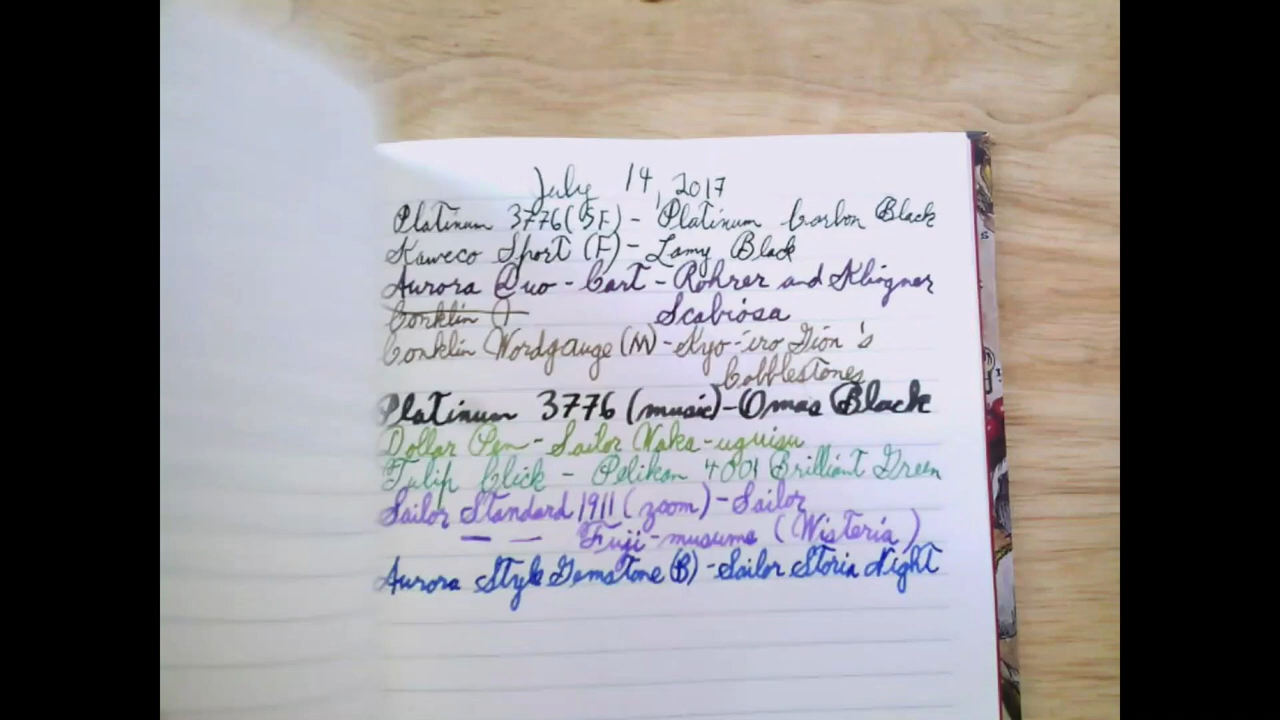 July 14, 2017
Platinum 3776 (SF) - Platinum Carbon Black
Kaweco Sport (F) - Lamy Black
Aurora Duo-Cart - Rohrer and Klingner
Scabiosa
Conklin
Conklin Wordgauge (M) - Kyo-iro Gion's
Cobblestones
Platinum 3776 (music) - Omas Black
Dollar Pen - Sailor Waka-uguisu
Tulip Click - Pelikan 4001 Brilliant Green
Sailor Standard 1911 (zoom) - Sailor
Fuji-musume (Wisteria)
Aurora Style Gemstone (B) - Sailor Storia Night